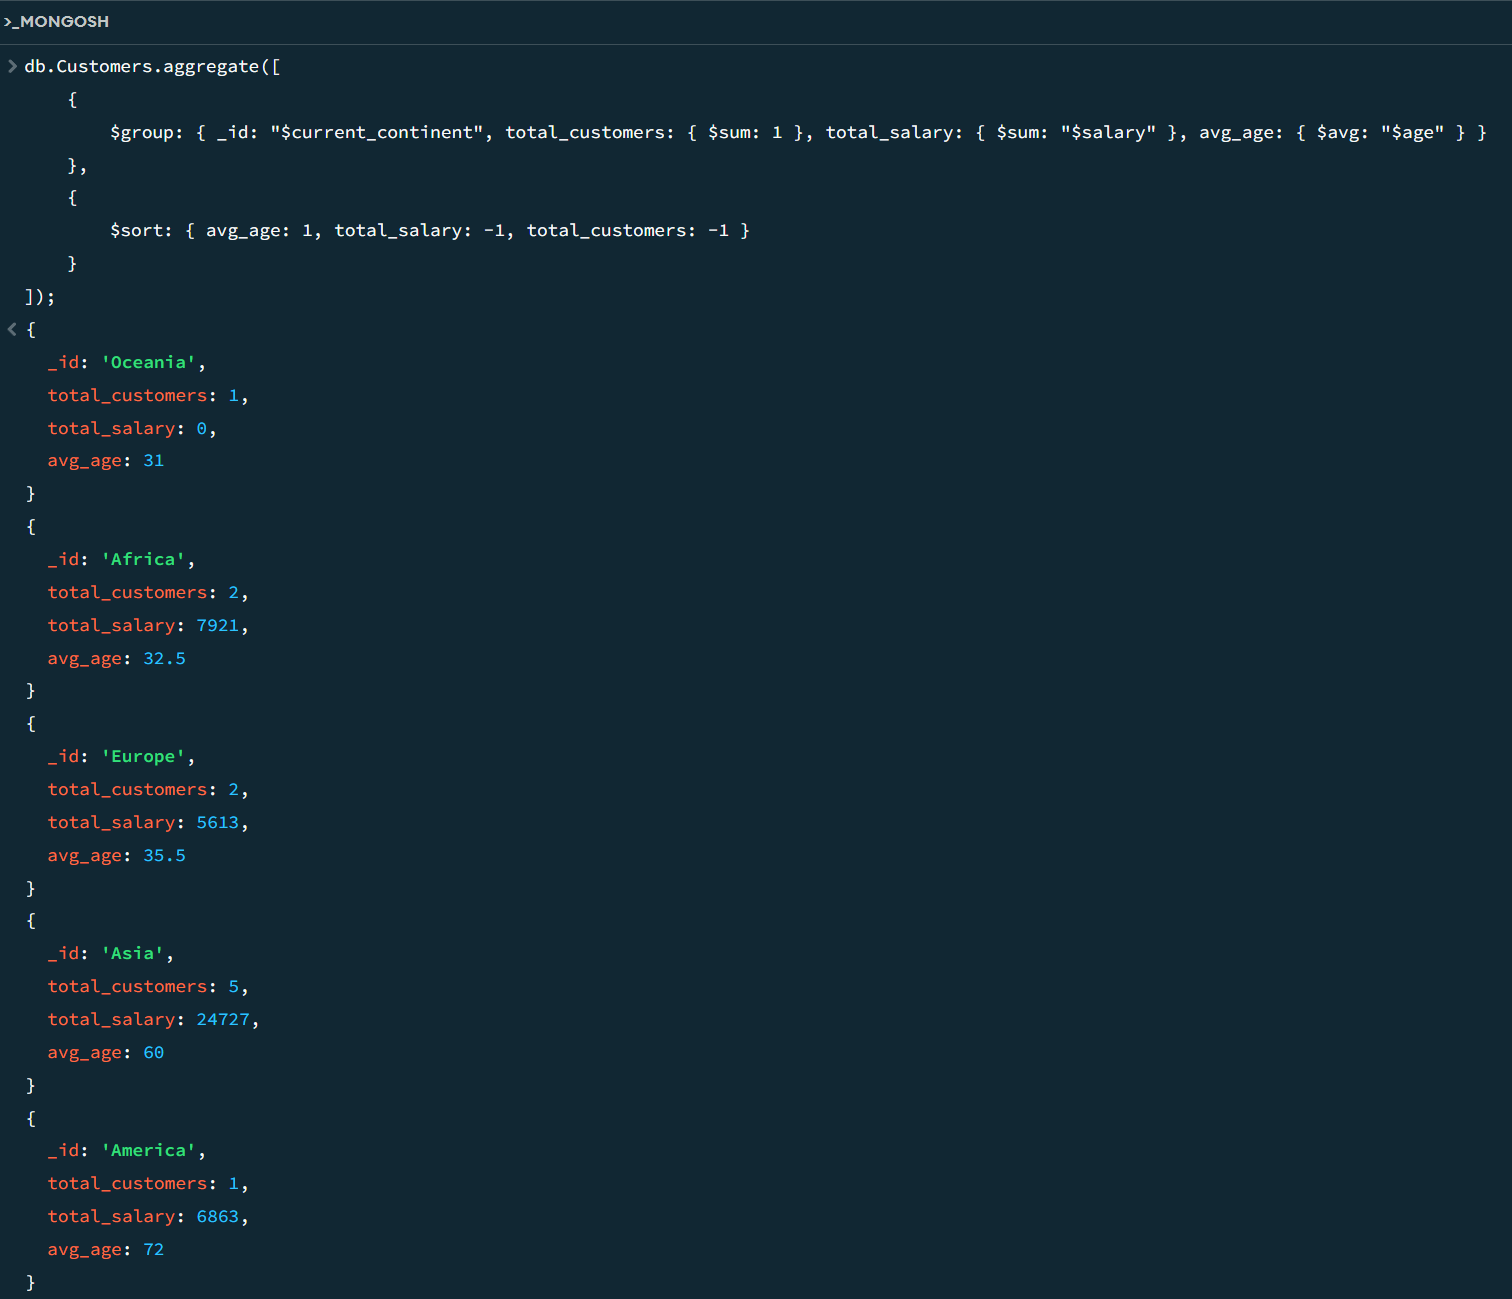 >_MONGOSH
> db.Customers.aggregate([
{
$group: { _id: "$current_continent", total_customers: { $sum: 1 }, total_salary: { $sum: "$salary" }, avg_age: { $avg: "$age" } }
},
{
$sort: { avg_age: 1, total_salary: -1, total_customers: -1 }
}
]);
< {
_id: 'Oceania',
total_customers: 1,
total_salary: 0,
avg_age: 31
}
{
_id: 'Africa',
total_customers: 2,
total_salary: 7921,
avg_age: 32.5
}
{
_id: 'Europe',
total_customers: 2,
total_salary: 5613,
avg_age: 35.5
}
{
_id: 'Asia',
total_customers: 5,
total_salary: 24727,
avg_age: 60
}
{
_id: 'America',
total_customers: 1,
total_salary: 6863,
avg_age: 72
}